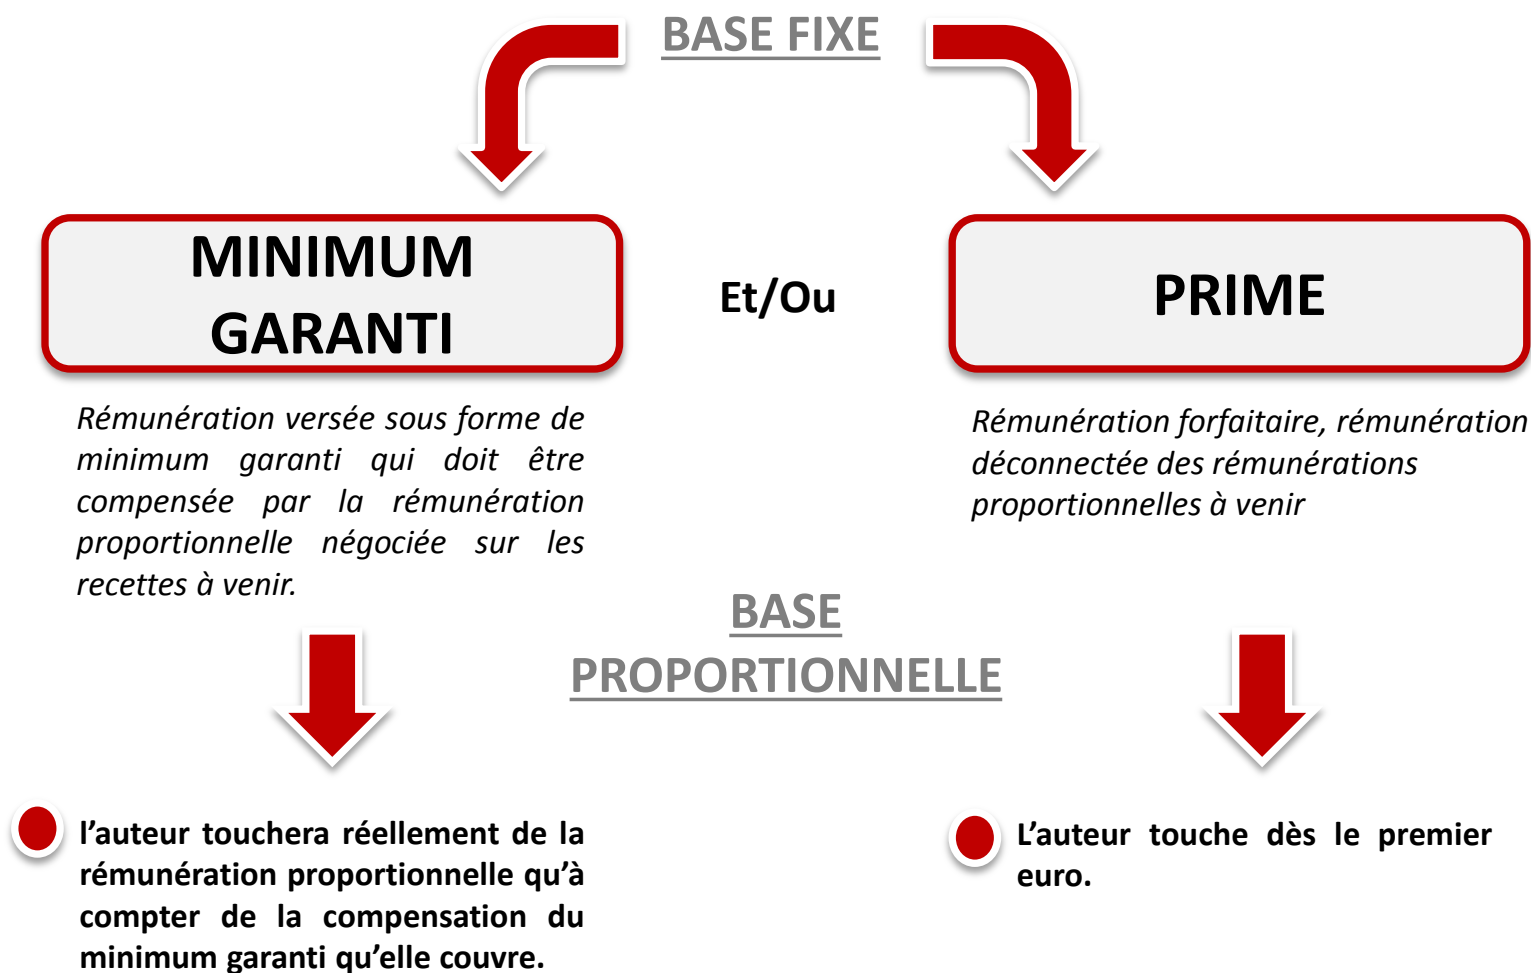 BASE FIXE
MINIMUM
GARANTI
Et/Ou
PRIME
Rémunération versée sous forme de
minimum garanti qui doit être
compensée par la rémunération
proportionnelle négociée sur les
recettes à venir.
Rémunération forfaitaire, rémunération
déconnectée des rémunérations
proportionnelles à venir
BASE
PROPORTIONNELLE
l’auteur touchera réellement de la
rémunération proportionnelle qu’à
compter de la compensation du
minimum garanti qu’elle couvre.
L’auteur touche dès le premier
euro.